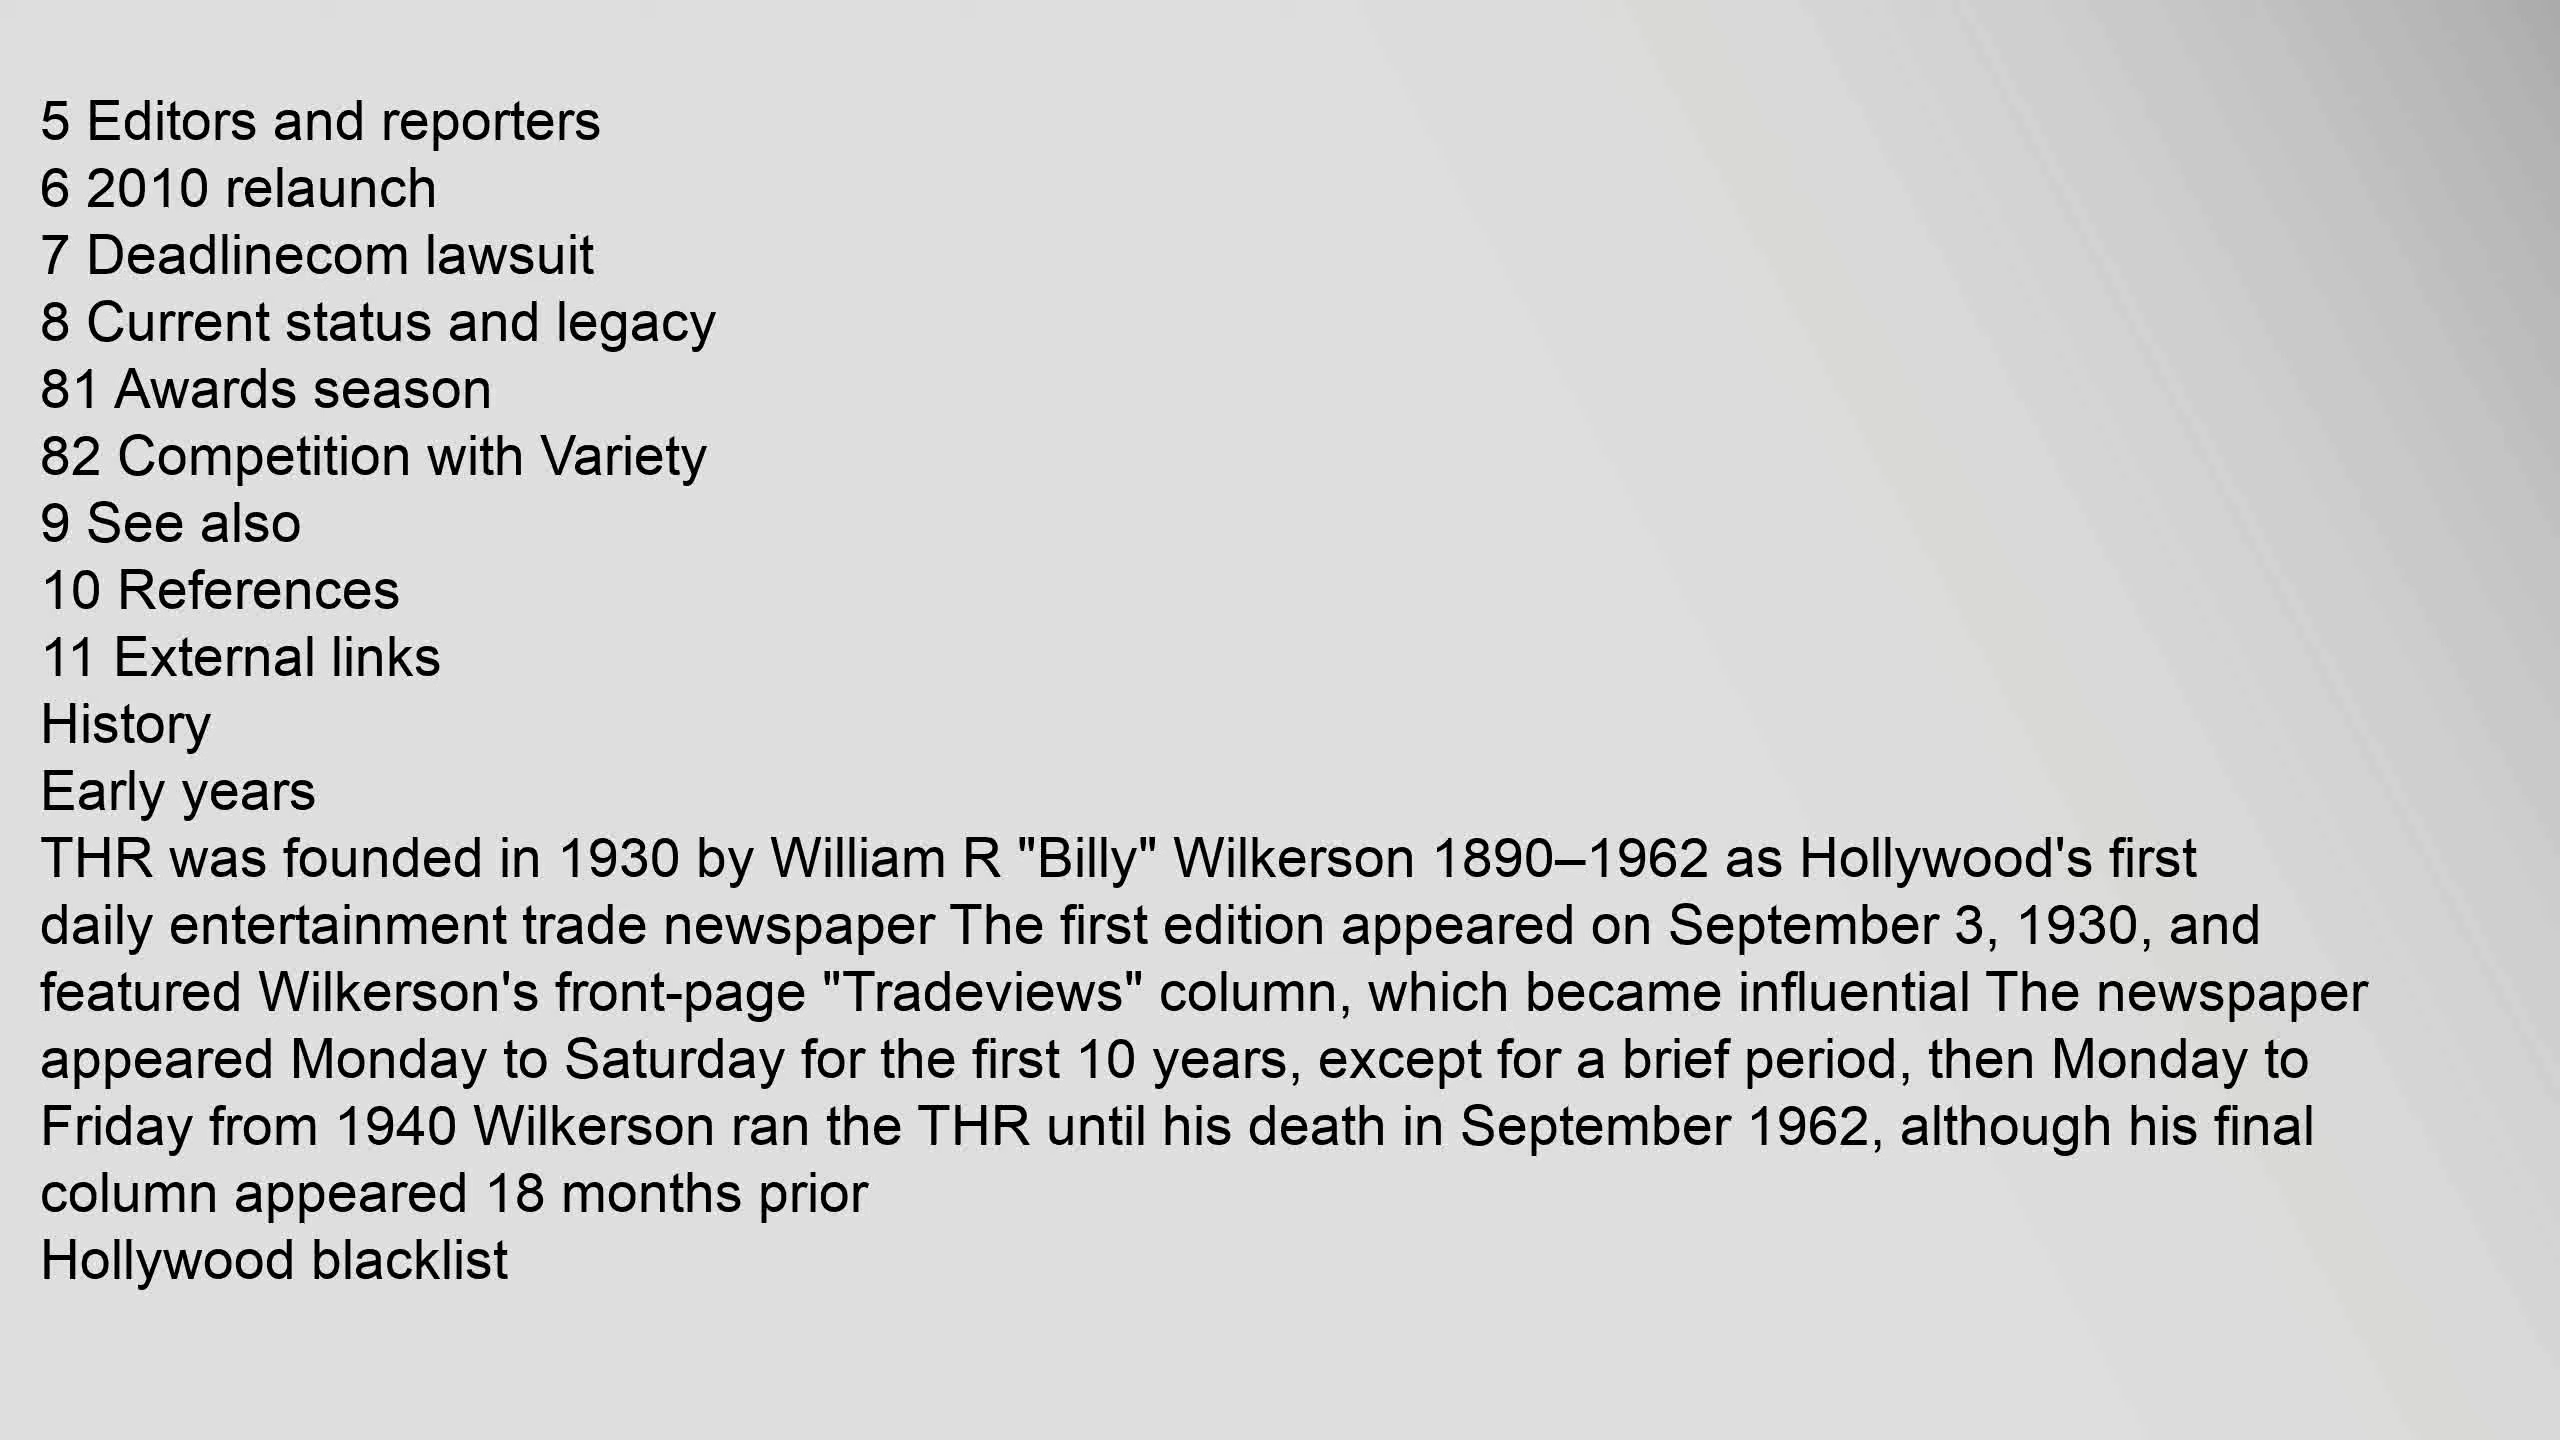 5 Editors and reporters
6 2010 relaunch
7 Deadlinecom lawsuit
8 Current status and legacy
81 Awards season
82 Competition with Variety
9 See also
10 References
11 External links
History
Early years
THR was founded in 1930 by William R "Billy" Wilkerson 1890–1962 as Hollywood's first
daily entertainment trade newspaper The first edition appeared on September 3, 1930, and
featured Wilkerson's front-page "Tradeviews" column, which became influential The newspaper
appeared Monday to Saturday for the first 10 years, except for a brief period, then Monday to
Friday from 1940 Wilkerson ran the THR until his death in September 1962, although his final
column appeared 18 months prior
Hollywood blacklist